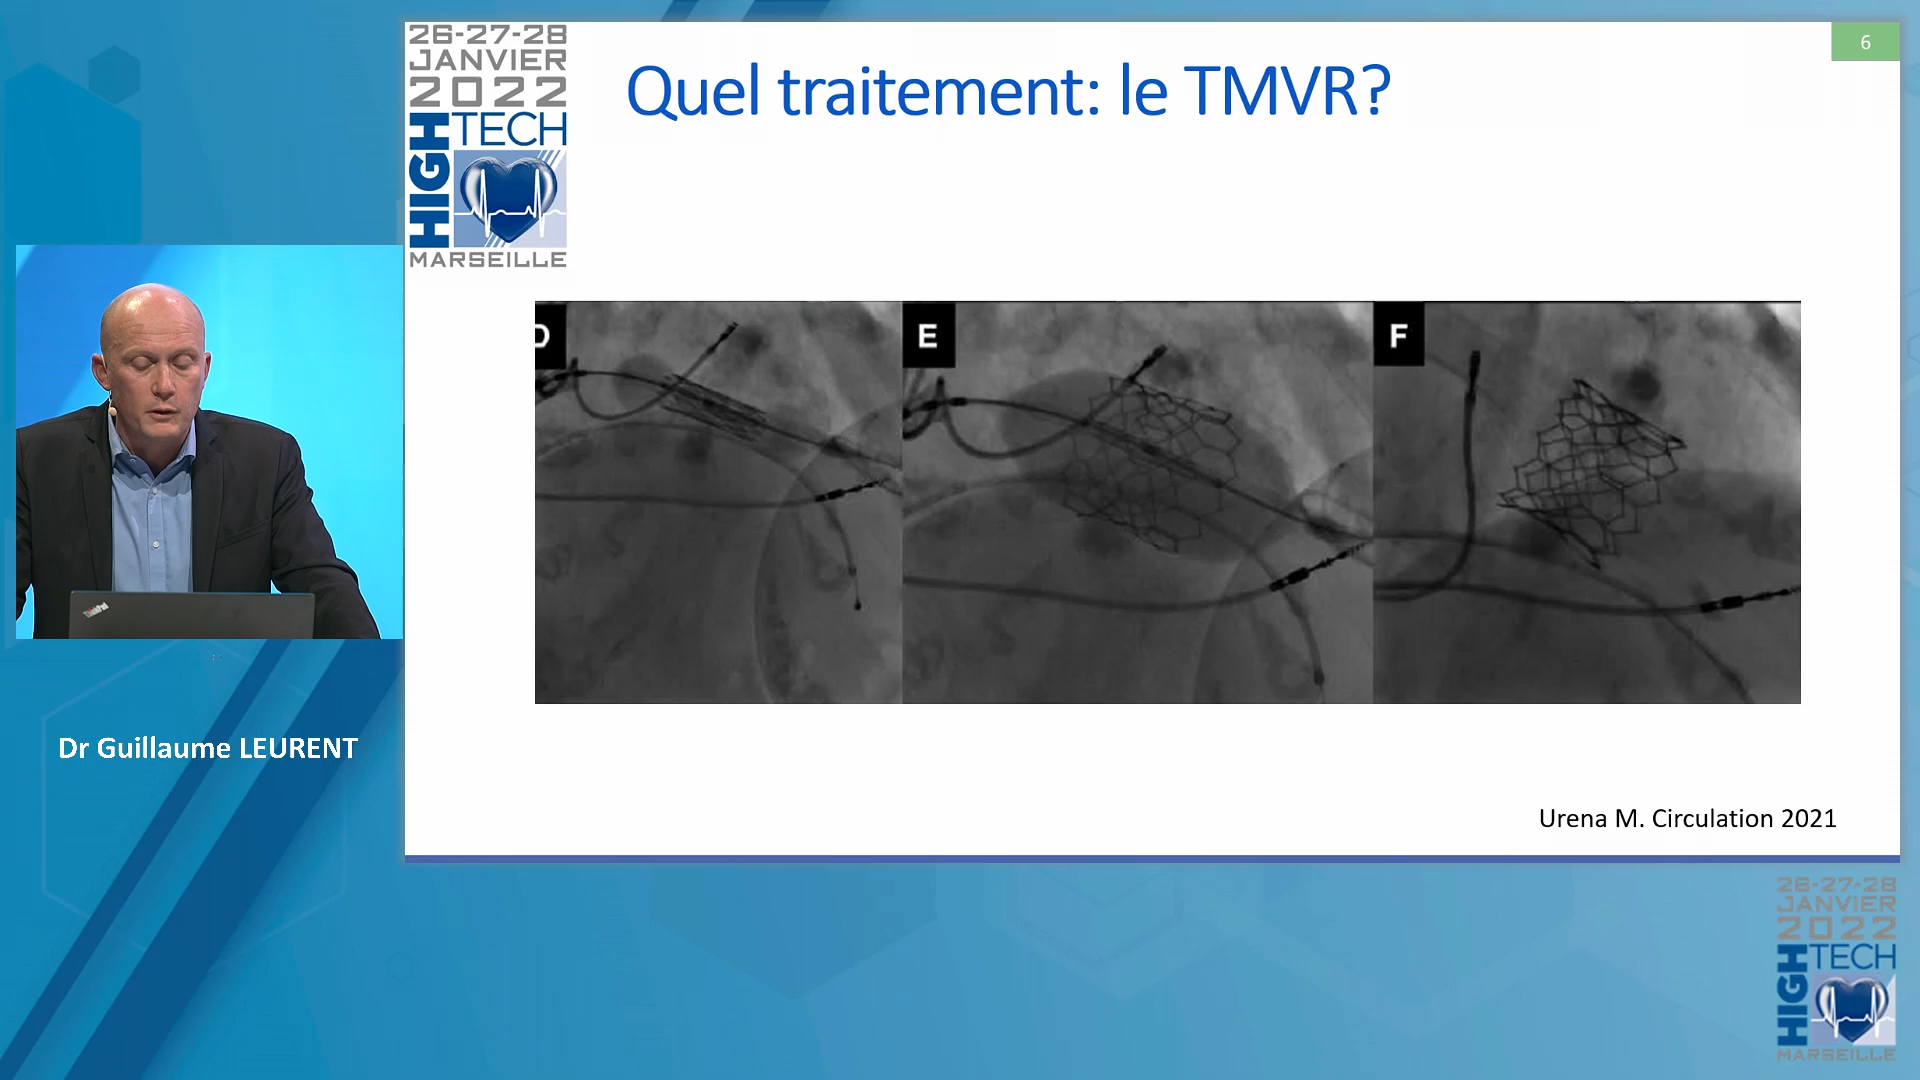 26-27-28
JANVIER
2022
HIGH TECH
MARSEILLE
Quel traitement: le TMVR?
6
D
E
F
Dr Guillaume LEURENT
Urena M. Circulation 2021
26-27-28
JANVIER
2022
HIGH TECH
MARSEILLE